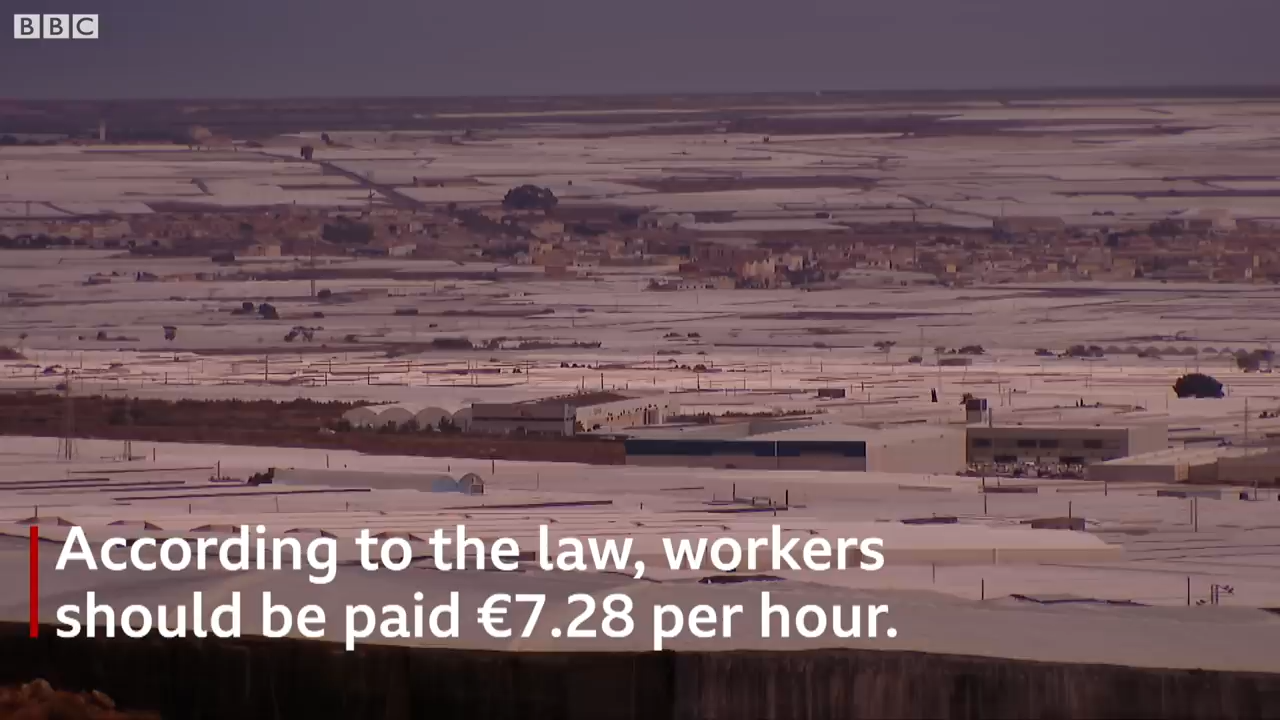 BBC
According to the law, workers
should be paid €7.28 per hour.